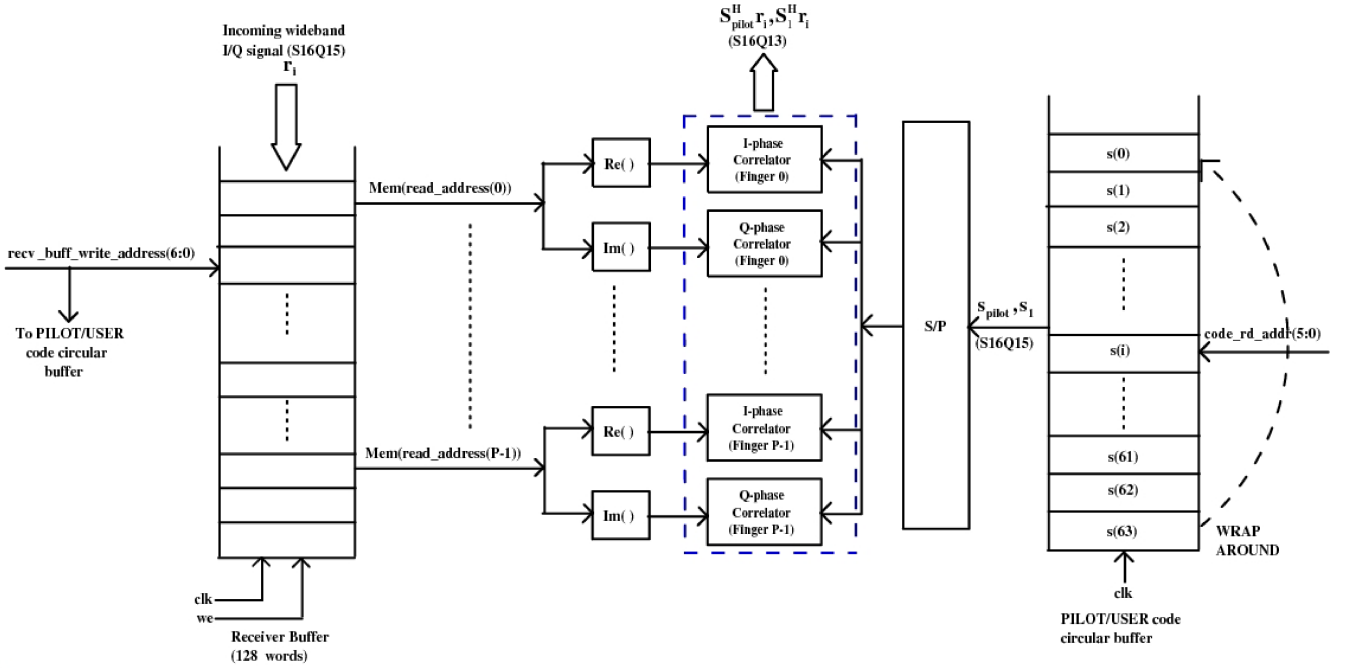 Incoming wideband
I/Q signal (S16Q15)
r_i
S^H_pilot r_i, S^H_1 r_i
(S16Q13)
recv_buff_write_address(6:0)
To PILOT/USER
code circular
buffer
clk
we
Receiver Buffer
(128 words)
Mem(read_address(0))
Mem(read_address(P-1))
Re( )
Im( )
Re( )
Im( )
I-phase
Correlator
(Finger 0)
Q-phase
Correlator
(Finger 0)
I-phase
Correlator
(Finger P-1)
Q-phase
Correlator
(Finger P-1)
S/P
s_pilot, s_1
(S16Q15)
s(0)
s(1)
s(2)
s(i)
s(61)
s(62)
s(63)
code_rd_addr(5:0)
WRAP
AROUND
clk
PILOT/USER code
circular buffer